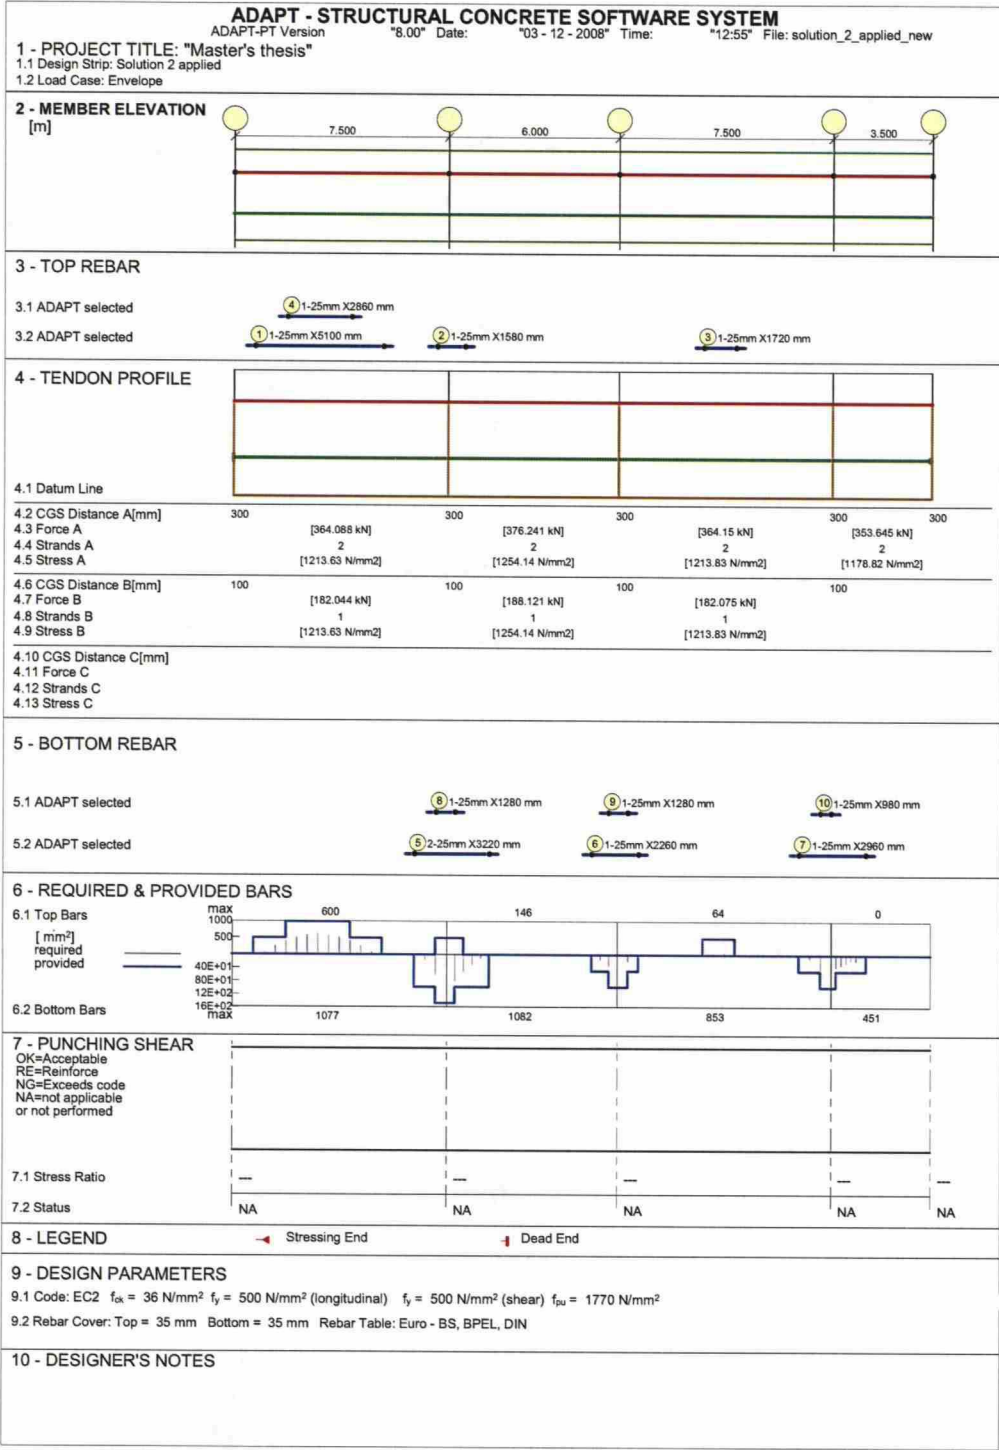 ADAPT - STRUCTURAL CONCRETE SOFTWARE SYSTEM
ADAPT-PT Version "8.00" Date: "03 - 12 - 2008" Time: "12:55" File: solution_2_applied_new
1 - PROJECT TITLE: "Master's thesis"
1.1 Design Strip: Solution 2 applied
1.2 Load Case: Envelope
2 - MEMBER ELEVATION
[m]
7.500 6.000 7.500 3.500
3 - TOP REBAR
3.1 ADAPT selected
4 1-25mm X2860 mm
3.2 ADAPT selected
1 1-25mm X5100 mm 2 1-25mm X1580 mm 3 1-25mm X1720 mm
4 - TENDON PROFILE
4.1 Datum Line
4.2 CGS Distance A[mm] 300 300 300 300 300
4.3 Force A [364.088 kN] [376.241 kN] [364.15 kN] [353.645 kN]
4.4 Strands A 2 2 2 2
4.5 Stress A [1213.63 N/mm2] [1254.14 N/mm2] [1213.83 N/mm2] [1178.82 N/mm2]
4.6 CGS Distance B[mm] 100 100 100 100
4.7 Force B [182.044 kN] [188.121 kN] [182.075 kN]
4.8 Strands B 1 1 1
4.9 Stress B [1213.63 N/mm2] [1254.14 N/mm2] [1213.83 N/mm2]
4.10 CGS Distance C[mm]
4.11 Force C
4.12 Strands C
4.13 Stress C
5 - BOTTOM REBAR
5.1 ADAPT selected
8 1-25mm X1280 mm 9 1-25mm X1280 mm 10 1-25mm X980 mm
5.2 ADAPT selected
5 2-25mm X3220 mm 6 1-25mm X2260 mm 7 1-25mm X2960 mm
6 - REQUIRED & PROVIDED BARS
6.1 Top Bars
max 600 146 64 0
1000
[ mm²]
500
required
provided
40E+01
80E+01
12E+02
16E+02
6.2 Bottom Bars
max 1077 1082 853 451
7 - PUNCHING SHEAR
OK=Acceptable
RE=Reinforce
NG=Exceeds code
NA=not applicable
or not performed
7.1 Stress Ratio --- --- --- --- ---
7.2 Status NA NA NA NA NA
8 - LEGEND Stressing End Dead End
9 - DESIGN PARAMETERS
9.1 Code: EC2 fck = 36 N/mm² fy = 500 N/mm² (longitudinal) fy = 500 N/mm² (shear) fpu = 1770 N/mm²
9.2 Rebar Cover: Top = 35 mm Bottom = 35 mm Rebar Table: Euro - BS, BPEL, DIN
10 - DESIGNER'S NOTES